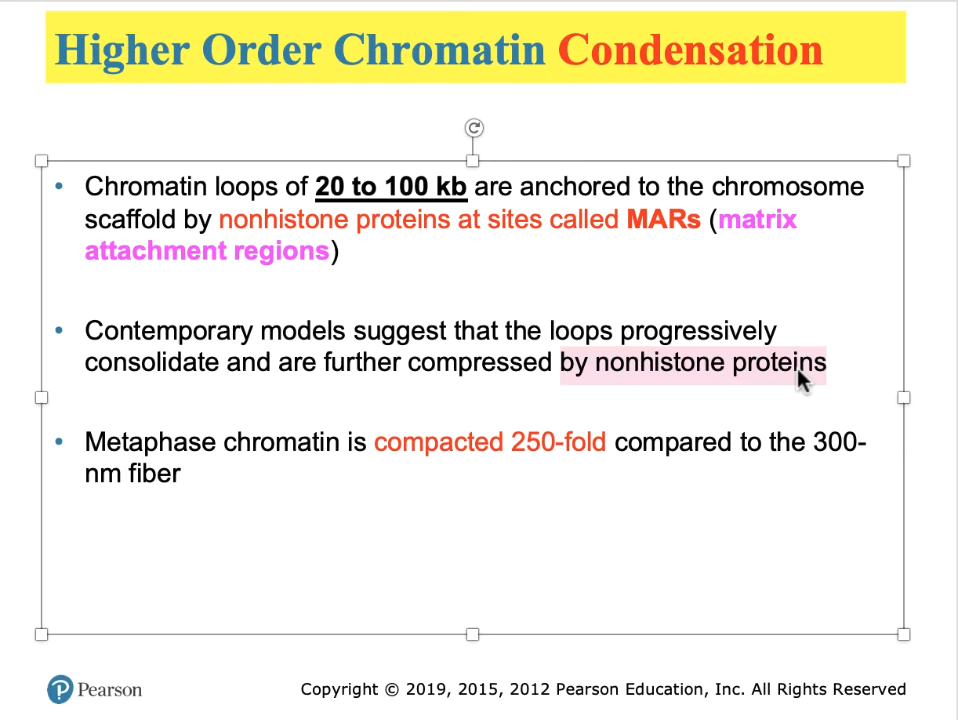 Higher Order Chromatin Condensation
• Chromatin loops of 20 to 100 kb are anchored to the chromosome
scaffold by nonhistone proteins at sites called MARs (matrix
attachment regions)
• Contemporary models suggest that the loops progressively
consolidate and are further compressed by nonhistone proteins
• Metaphase chromatin is compacted 250-fold compared to the 300-
nm fiber
Pearson
Copyright © 2019, 2015, 2012 Pearson Education, Inc. All Rights Reserved